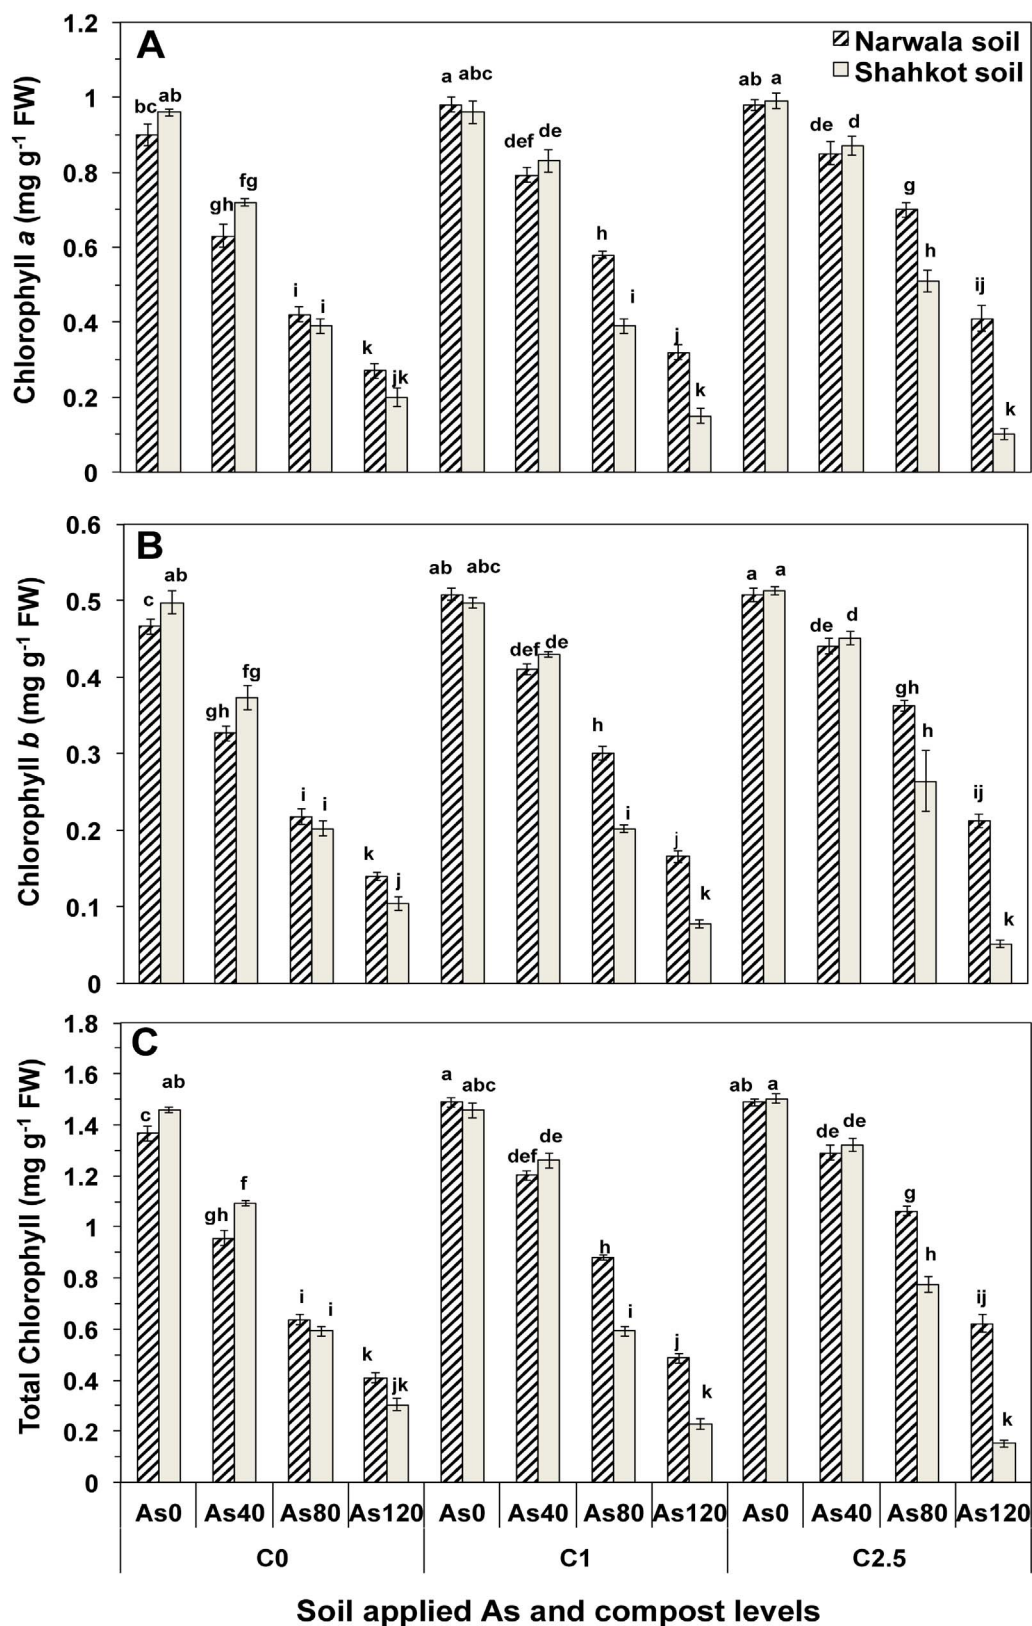 A
Narwala soil
Shahkot soil
Chlorophyll a (mg g-1 FW)
1.2
1
0.8
0.6
0.4
0.2
0
bc ab gh fg i i k jk a abc def de h i j k ab a de d g h ij k
B
Chlorophyll b (mg g-1 FW)
0.6
0.5
0.4
0.3
0.2
0.1
0
c ab gh fg i i k j ab abc def de h i j k a a de d gh h ij k
C
Total Chlorophyll (mg g-1 FW)
1.8
1.6
1.4
1.2
1
0.8
0.6
0.4
0.2
0
c ab gh f i i k jk a abc def de h i j k ab a de de g h ij k
As0 As40 As80 As120 As0 As40 As80 As120 As0 As40 As80 As120
C0 C1 C2.5
Soil applied As and compost levels